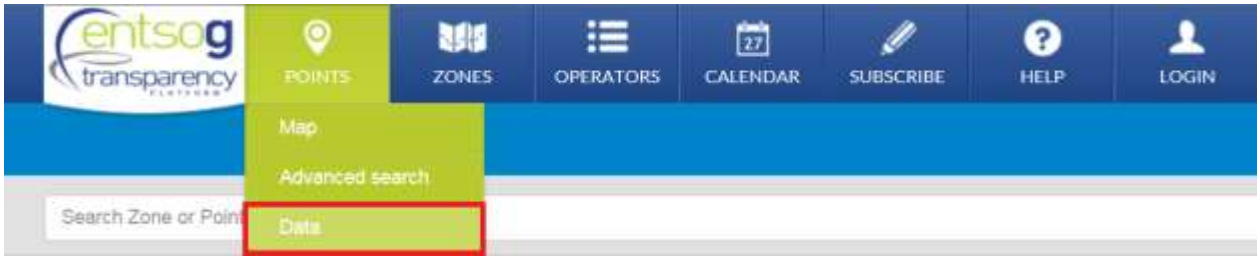 entsog
transparency
PLATFORM
POINTS
ZONES
OPERATORS
27
CALENDAR
SUBSCRIBE
?
HELP
LOGIN
Map
Advanced search
Search Zone or Point
Data